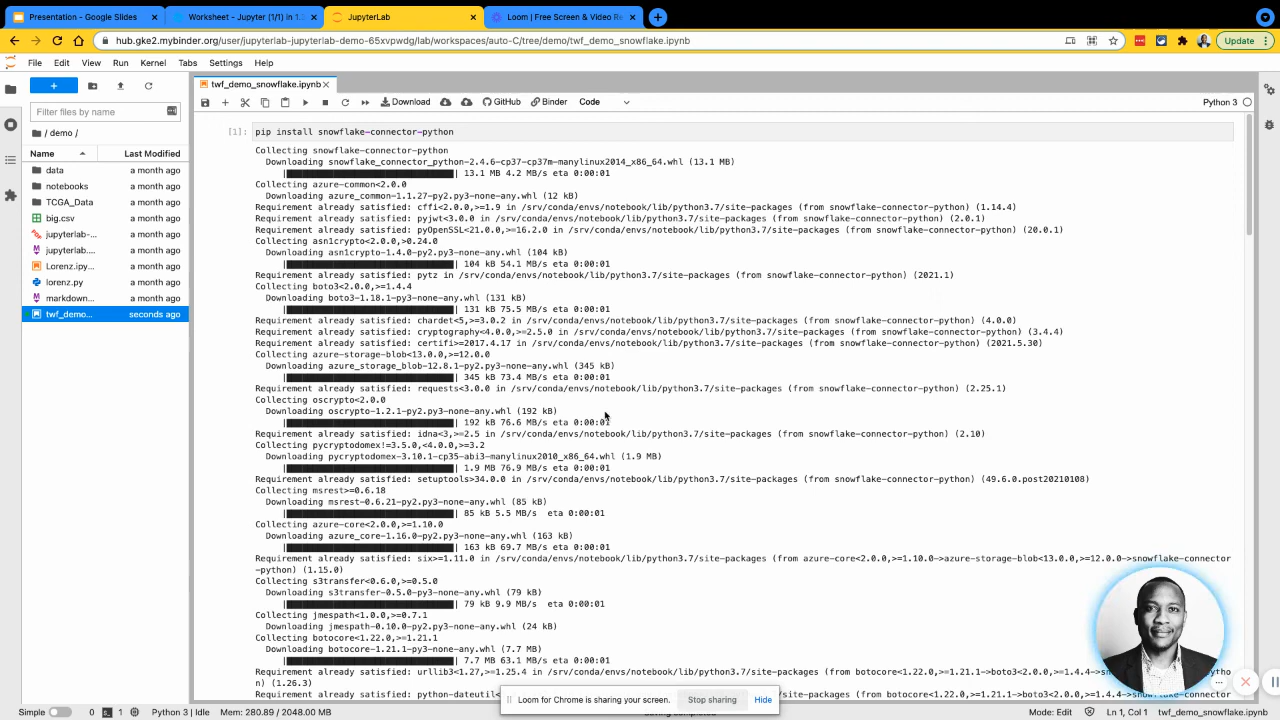 Presentation - Google Slides
Worksheet - Jupyter (1/1) in 1.
JupyterLab
Loom | Free Screen & Video Re
hub.gke2.mybinder.org/user/jupyterlab-jupyterlab-demo-65xvpwdg/lab/workspaces/auto-C/tree/demo/twf_demo_snowflake.ipynb
Update
File Edit View Run Kernel Tabs Settings Help
twf_demo_snowflake.ipynb
Download GitHub Binder Code Python 3
Filter files by name
/ demo /
Name Last Modified
data a month ago
notebooks a month ago
TCGA_Data a month ago
big.csv a month ago
jupyterlab-... a month ago
jupyterlab.... a month ago
Lorenz.ipy... a month ago
lorenz.py a month ago
markdown... a month ago
twf_demo... seconds ago
[1]: pip install snowflake-connector-python
Collecting snowflake-connector-python
Downloading snowflake_connector_python-2.4.6-cp37-cp37m-manylinux2014_x86_64.whl (13.1 MB)
13.1 MB 4.2 MB/s eta 0:00:01
Collecting azure-common<2.0.0
Downloading azure_common-1.1.27-py2.py3-none-any.whl (12 kB)
Requirement already satisfied: cffi<2.0.0,>=1.9 in /srv/conda/envs/notebook/lib/python3.7/site-packages (from snowflake-connector-python) (1.14.4)
Requirement already satisfied: pyjwt<3.0.0 in /srv/conda/envs/notebook/lib/python3.7/site-packages (from snowflake-connector-python) (2.0.1)
Requirement already satisfied: pyOpenSSL<21.0.0,>=16.2.0 in /srv/conda/envs/notebook/lib/python3.7/site-packages (from snowflake-connector-python) (20.0.1)
Collecting asn1crypto<2.0.0,>0.24.0
Downloading asn1crypto-1.4.0-py2.py3-none-any.whl (104 kB)
104 kB 54.1 MB/s eta 0:00:01
Requirement already satisfied: pytz in /srv/conda/envs/notebook/lib/python3.7/site-packages (from snowflake-connector-python) (2021.1)
Collecting boto3<2.0.0,>=1.4.4
Downloading boto3-1.18.1-py3-none-any.whl (131 kB)
131 kB 75.5 MB/s eta 0:00:01
Requirement already satisfied: chardet<5,>=3.0.2 in /srv/conda/envs/notebook/lib/python3.7/site-packages (from snowflake-connector-python) (4.0.0)
Requirement already satisfied: cryptography<4.0.0,>=2.5.0 in /srv/conda/envs/notebook/lib/python3.7/site-packages (from snowflake-connector-python) (3.4.4)
Requirement already satisfied: certifi>=2017.4.17 in /srv/conda/envs/notebook/lib/python3.7/site-packages (from snowflake-connector-python) (2021.5.30)
Collecting azure-storage-blob<13.0.0,>=12.0.0
Downloading azure_storage_blob-12.8.1-py2.py3-none-any.whl (345 kB)
345 kB 73.4 MB/s eta 0:00:01
Requirement already satisfied: requests<3.0.0 in /srv/conda/envs/notebook/lib/python3.7/site-packages (from snowflake-connector-python) (2.25.1)
Collecting oscrypto<2.0.0
Downloading oscrypto-1.2.1-py2.py3-none-any.whl (192 kB)
192 kB 76.6 MB/s eta 0:00:01
Requirement already satisfied: idna<3,>=2.5 in /srv/conda/envs/notebook/lib/python3.7/site-packages (from snowflake-connector-python) (2.10)
Collecting pycryptodomex!=3.5.0,<4.0.0,>=3.2
Downloading pycryptodomex-3.10.1-cp35-abi3-manylinux2010_x86_64.whl (1.9 MB)
1.9 MB 76.9 MB/s eta 0:00:01
Requirement already satisfied: setuptools>34.0.0 in /srv/conda/envs/notebook/lib/python3.7/site-packages (from snowflake-connector-python) (49.6.0.post20210108)
Collecting msrest>=0.6.18
Downloading msrest-0.6.21-py2.py3-none-any.whl (85 kB)
85 kB 5.5 MB/s eta 0:00:01
Collecting azure-core<2.0.0,>=1.10.0
Downloading azure_core-1.16.0-py2.py3-none-any.whl (163 kB)
163 kB 69.7 MB/s eta 0:00:01
Requirement already satisfied: six>=1.11.0 in /srv/conda/envs/notebook/lib/python3.7/site-packages (from azure-core<2.0.0,>=1.10.0->azure-storage-blob<13.0.0,>=12.0.0->snowflake-connector
-python) (1.15.0)
Collecting s3transfer<0.6.0,>=0.5.0
Downloading s3transfer-0.5.0-py3-none-any.whl (79 kB)
79 kB 9.9 MB/s eta 0:00:01
Collecting jmespath<1.0.0,>=0.7.1
Downloading jmespath-0.10.0-py2.py3-none-any.whl (24 kB)
Collecting botocore<1.22.0,>=1.21.1
Downloading botocore-1.21.1-py3-none-any.whl (7.7 MB)
7.7 MB 63.1 MB/s eta 0:00:01
Requirement already satisfied: urllib3<1.27,>=1.25.4 in /srv/conda/envs/notebook/lib/python3.7/site-packages (from botocore<1.22.0,>=1.21.1->boto3<2.0.0,>=1.4.4->snowflake-connector-pytho
n) (1.26.3)
Requirement already satisfied: python-dateutil
site-packages (from botocore<1.22.0,>=1.21.1->boto3<2.0.0,>=1.4.4->snowflake-connector
Loom for Chrome is sharing your screen. Stop sharing Hide
Simple 0 1 Python 3 | Idle Mem: 280.89 / 2048.00 MB Saving completed Mode: Edit Ln 1, Col 1 twf_demo_snowflake.ipynb